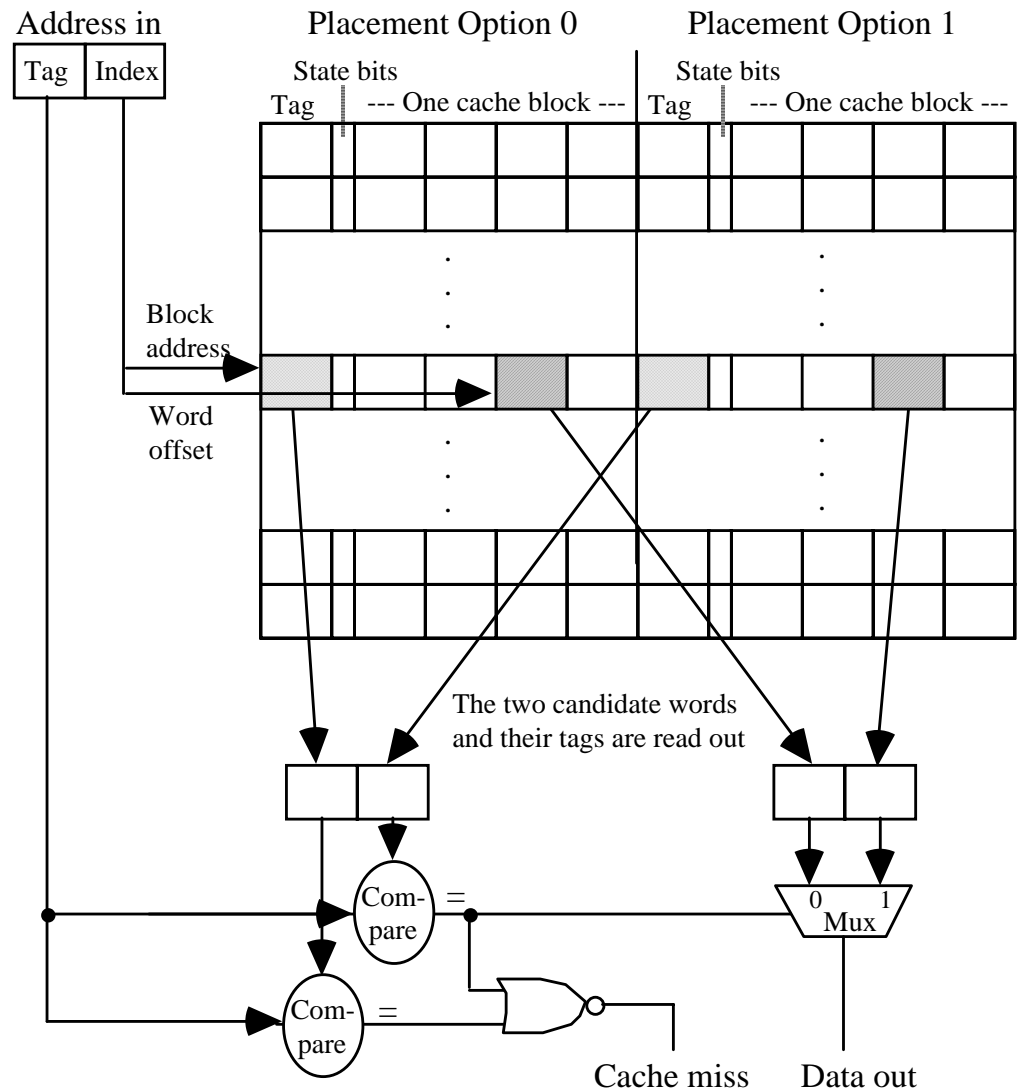 Address in
Placement Option 0
Placement Option 1
Tag
Index
State bits
State bits
Tag
--- One cache block ---
Tag
--- One cache block ---
Block
address
Word
offset
The two candidate words
and their tags are read out
Com-
pare
=
0
1
Mux
Com-
pare
=
Cache miss
Data out